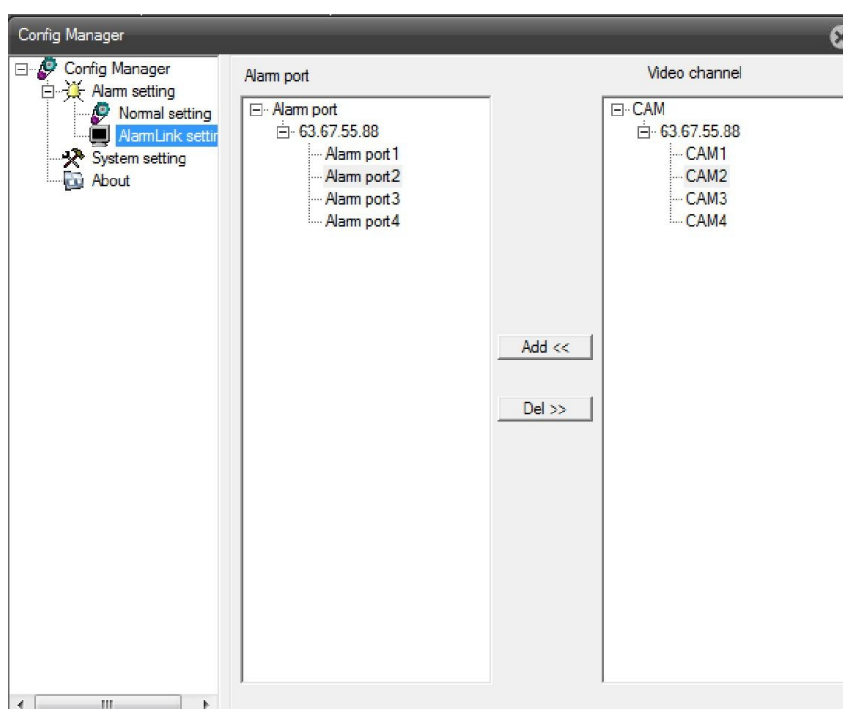 Config Manager
Config Manager
Alarm setting
Normal setting
AlarmLink settin
System setting
About
Alarm port
Alarm port
63.67.55.88
Alarm port1
Alarm port2
Alarm port3
Alarm port4
Add <<
Del >>
Video channel
CAM
63.67.55.88
CAM1
CAM2
CAM3
CAM4